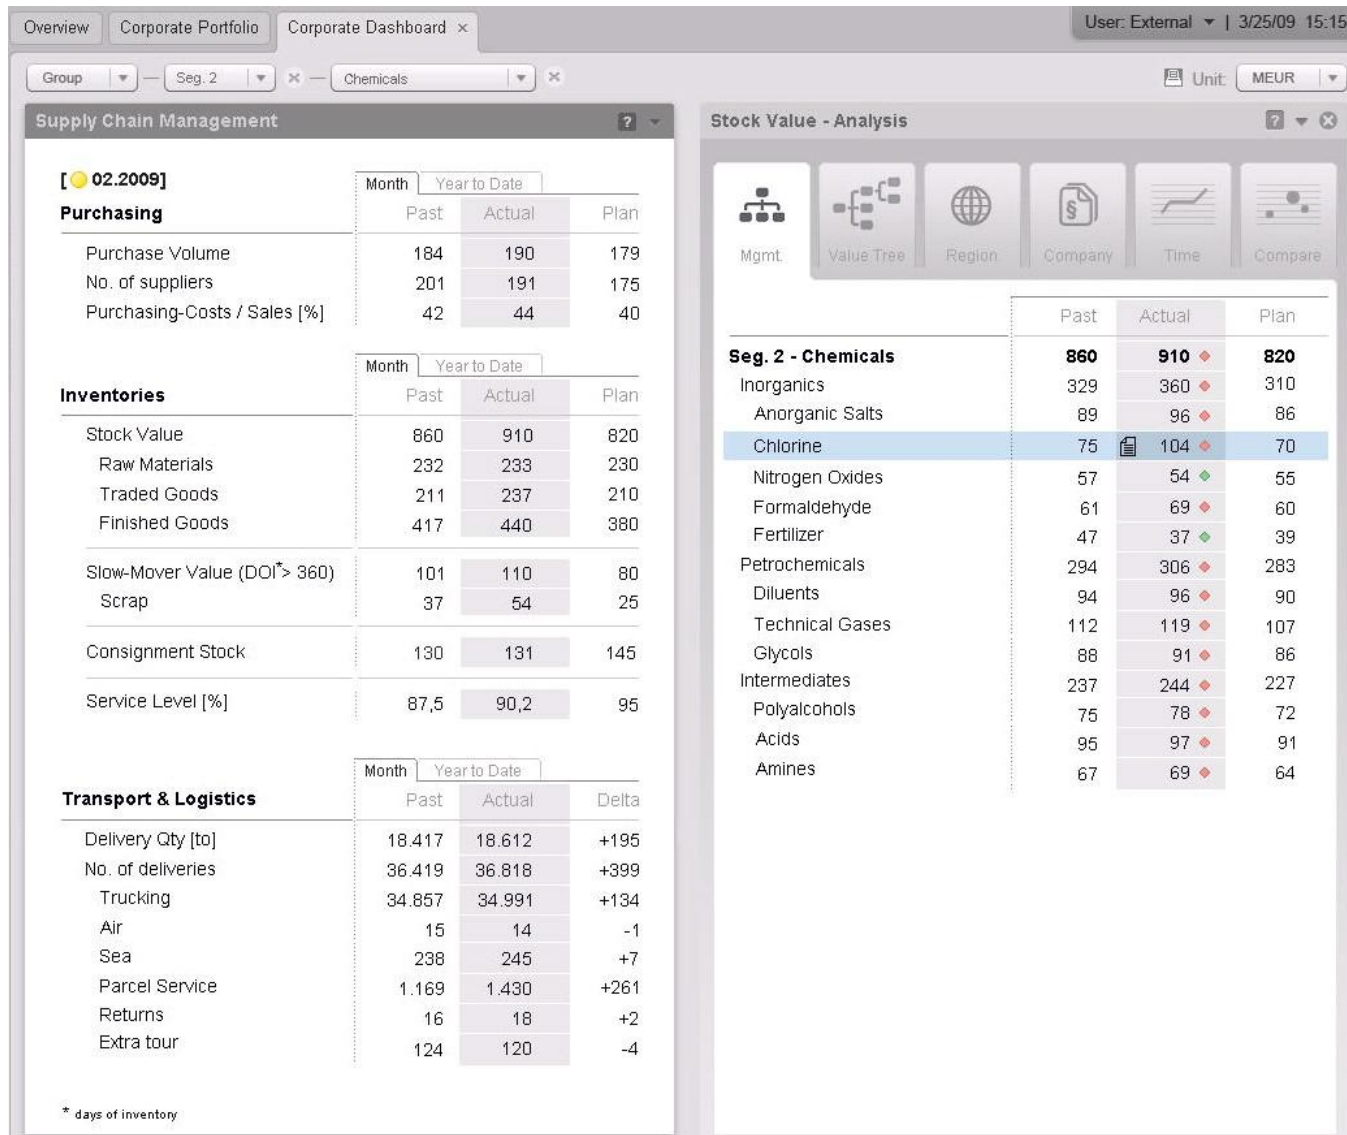 Overview Corporate Portfolio Corporate Dashboard × User: External | 3/25/09 15:15
Group Seg. 2 Chemicals Unit: MEUR
Supply Chain Management ?
[ 02.2009]
Month Year to Date
Purchasing Past Actual Plan
Purchase Volume 184 190 179
No. of suppliers 201 191 175
Purchasing-Costs / Sales [%] 42 44 40
Month Year to Date
Inventories Past Actual Plan
Stock Value 860 910 820
Raw Materials 232 233 230
Traded Goods 211 237 210
Finished Goods 417 440 380
Slow-Mover Value (DOI*> 360) 101 110 80
Scrap 37 54 25
Consignment Stock 130 131 145
Service Level [%] 87,5 90,2 95
Month Year to Date
Transport & Logistics Past Actual Delta
Delivery Qty [to] 18.417 18.612 +195
No. of deliveries 36.419 36.818 +399
Trucking 34.857 34.991 +134
Air 15 14 -1
Sea 238 245 +7
Parcel Service 1.169 1.430 +261
Returns 16 18 +2
Extra tour 124 120 -4
* days of inventory
Stock Value - Analysis ?
§
Mgmt. Value Tree Region Company Time Compare
Past Actual Plan
Seg. 2 - Chemicals 860 910 820
Inorganics 329 360 310
Anorganic Salts 89 96 86
Chlorine 75 104 70
Nitrogen Oxides 57 54 55
Formaldehyde 61 69 60
Fertilizer 47 37 39
Petrochemicals 294 306 283
Diluents 94 96 90
Technical Gases 112 119 107
Glycols 88 91 86
Intermediates 237 244 227
Polyalcohols 75 78 72
Acids 95 97 91
Amines 67 69 64